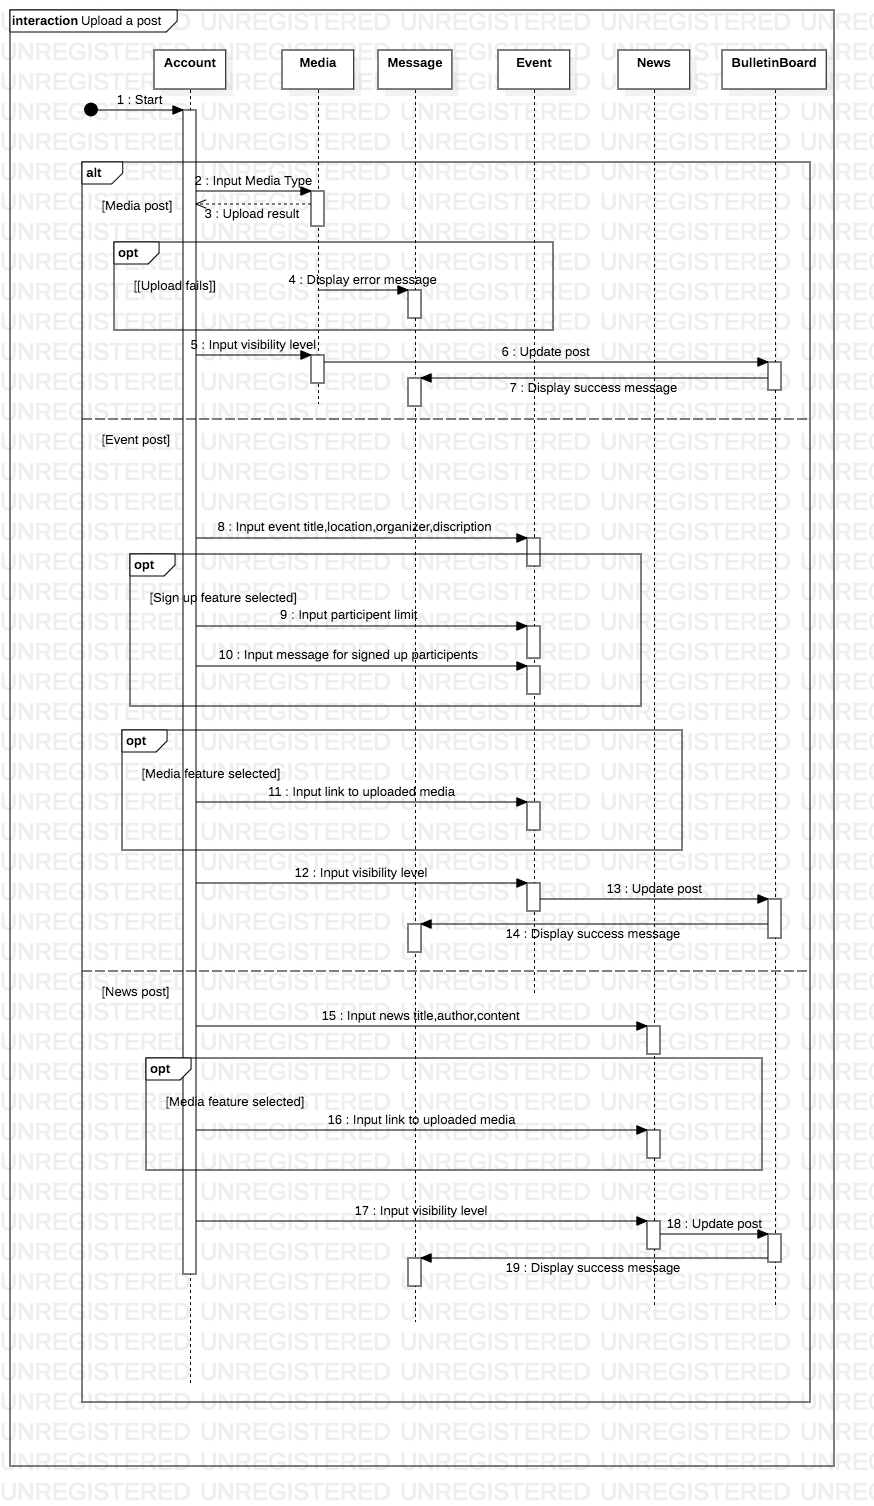 interaction Upload a post
Account Media Message Event News BulletinBoard
1 : Start
alt
2 : Input Media Type
[Media post]
3 : Upload result
opt
[[Upload fails]]
4 : Display error message
5 : Input visibility level
6 : Update post
7 : Display success message
[Event post]
8 : Input event title,location,organizer,discription
opt
[Sign up feature selected]
9 : Input participent limit
10 : Input message for signed up participents
opt
[Media feature selected]
11 : Input link to uploaded media
12 : Input visibility level
13 : Update post
14 : Display success message
[News post]
15 : Input news title,author,content
opt
[Media feature selected]
16 : Input link to uploaded media
17 : Input visibility level
18 : Update post
19 : Display success message
UNREGISTERED UNREGISTERED UNREGISTERED UNREGISTERED